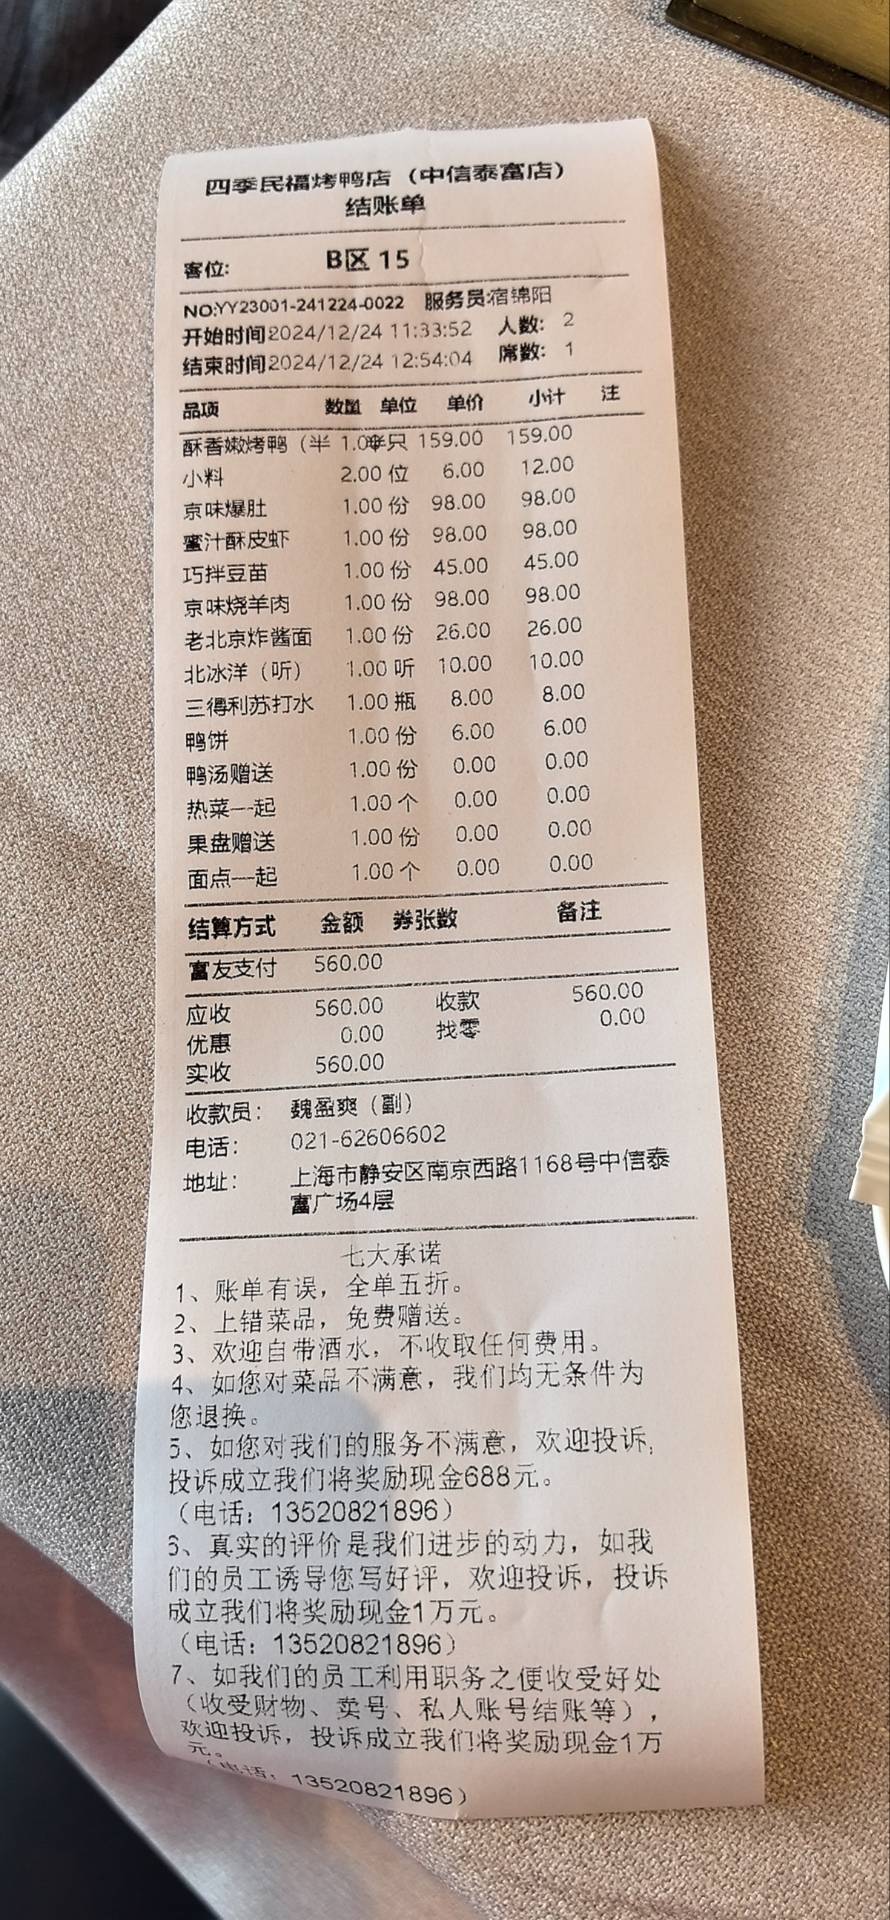 四季民福烤鸭店（中信泰富店）
结账单
客位: B区 15
NO:YY23001-241224-0022 服务员:宿锦阳
开始时间2024/12/24 11:33:52 人数: 2
结束时间2024/12/24 12:54:04 席数: 1
品项 数量 单位 单价 小计 注
酥香嫩烤鸭（半 1.00半只 159.00 159.00
小料 2.00 位 6.00 12.00
京味爆肚 1.00 份 98.00 98.00
蜜汁酥皮虾 1.00 份 98.00 98.00
巧拌豆苗 1.00 份 45.00 45.00
京味烧羊肉 1.00 份 98.00 98.00
老北京炸酱面 1.00 份 26.00 26.00
北冰洋（听） 1.00 听 10.00 10.00
三得利苏打水 1.00 瓶 8.00 8.00
鸭饼 1.00 份 6.00 6.00
鸭汤赠送 1.00 份 0.00 0.00
热菜一起 1.00 个 0.00 0.00
果盘赠送 1.00 份 0.00 0.00
面点一起 1.00 个 0.00 0.00
结算方式 金额 券张数 备注
富友支付 560.00
应收 560.00 收款 560.00
优惠 0.00 找零 0.00
实收 560.00
收款员: 魏盈爽（副）
电话: 021-62606602
地址: 上海市静安区南京西路1168号中信泰
富广场4层
七大承诺
1、账单有误，全单五折。
2、上错菜品，免费赠送。
3、欢迎自带酒水，不收取任何费用。
4、如您对菜品不满意，我们均无条件为
您退换。
5、如您对我们的服务不满意，欢迎投诉，
投诉成立我们将奖励现金688元。
（电话：13520821896）
6、真实的评价是我们进步的动力，如我
们的员工诱导您写好评，欢迎投诉，投诉
成立我们将奖励现金1万元。
（电话：13520821896）
7、如我们的员工利用职务之便收受好处
（收受财物、卖号、私人账号结账等），
欢迎投诉，投诉成立我们将奖励现金1万
元。
（电话：13520821896）